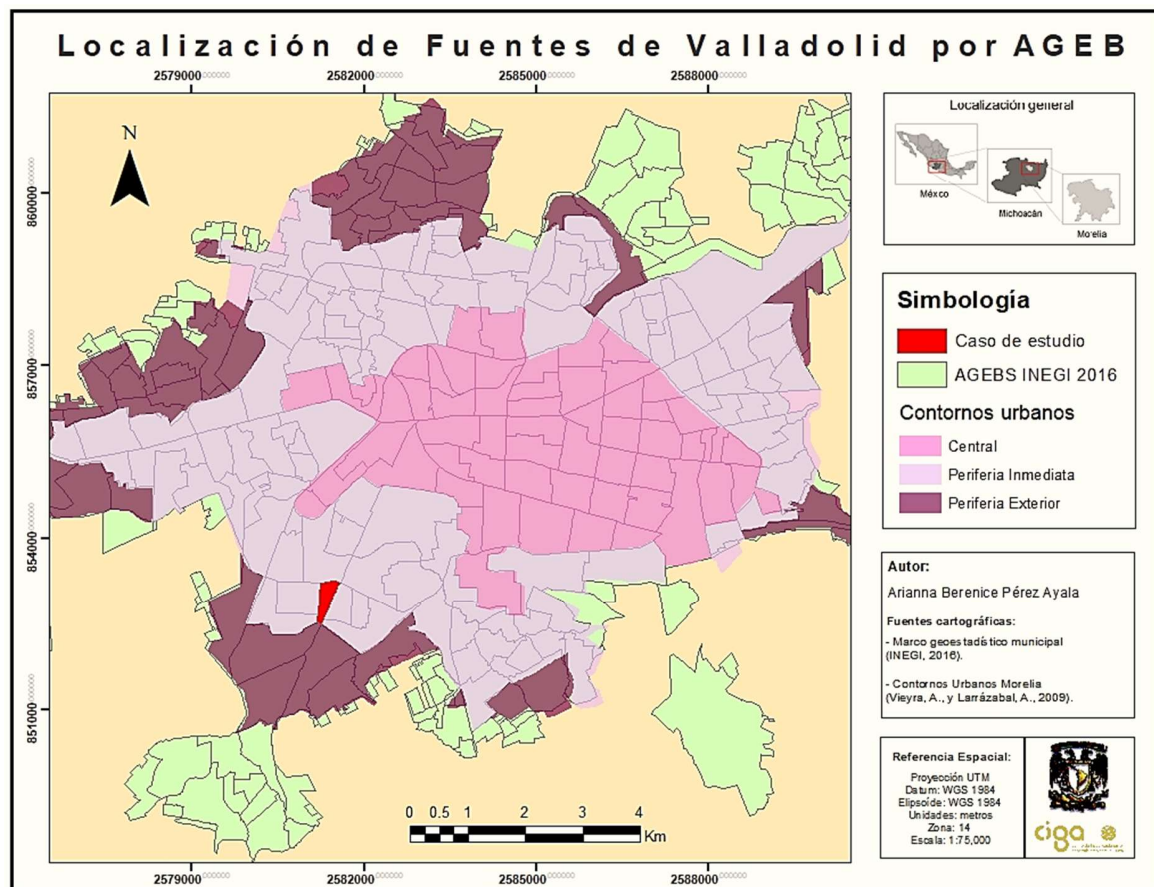 Localización de Fuentes de Valladolid por AGEB
2579000 2582000 2585000 2588000
N
860000
857000
854000
851000
0 0.5 1 2 3 4
Km
2579000 2582000 2585000 2588000
Localización general
México
Michoacán
Morelia
Simbología
Caso de estudio
AGEBS INEGI 2016
Contornos urbanos
Central
Periferia Inmediata
Periferia Exterior
Autor:
Arianna Berenice Pérez Ayala
Fuentes cartográficas:
- Marco geoestadístico municipal
(INEGI, 2016).
- Contornos Urbanos Morelia
(Vieyra, A., y Larrázabal, A., 2009).
Referencia Espacial:
Proyección UTM
Datum: WGS 1984
Elipsoide: WGS 1984
Unidades: metros
Zona: 14
Escala: 1:75,000
ciga